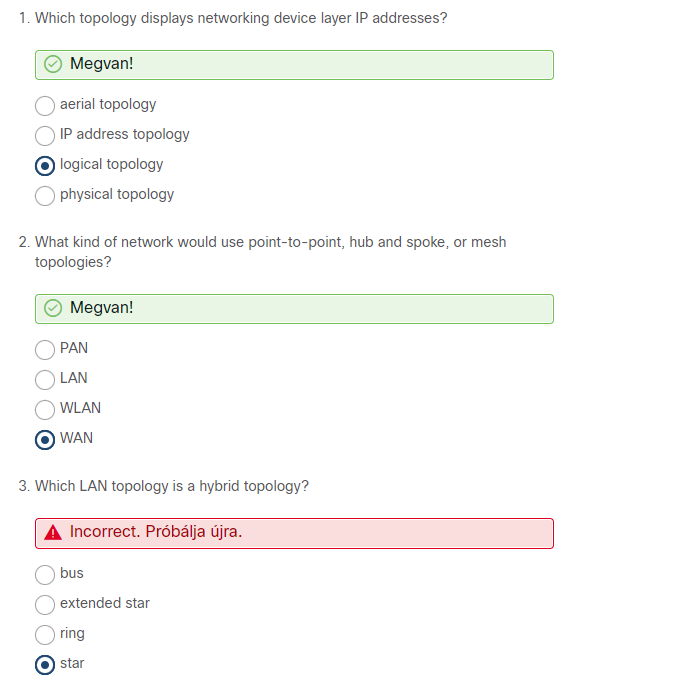 1. Which topology displays networking device layer IP addresses?
Megvan!
aerial topology
IP address topology
logical topology
physical topology
2. What kind of network would use point-to-point, hub and spoke, or mesh
topologies?
Megvan!
PAN
LAN
WLAN
WAN
3. Which LAN topology is a hybrid topology?
Incorrect. Próbálja újra.
bus
extended star
ring
star